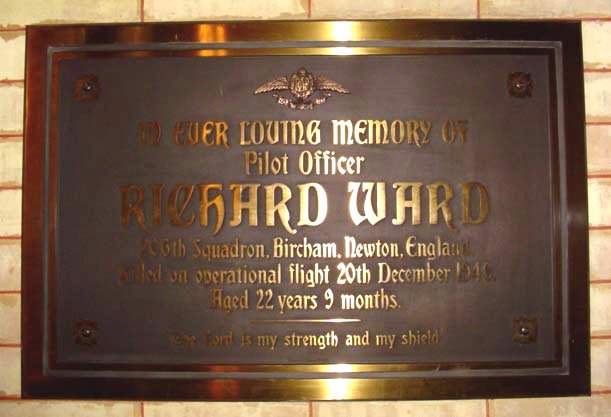 IN EVER LOVING MEMORY OF
Pilot Officer
RICHARD WARD
206th Squadron, Bircham, Newton, England.
Killed on operational flight 20th December 1940.
Aged 22 years 9 months.
"The Lord is my strength and my shield"